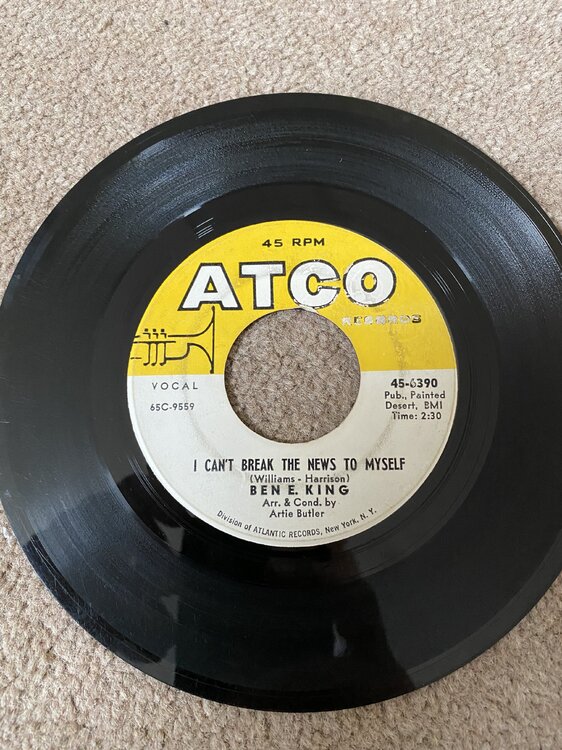 45 RPM
ATCO
RECORDS
VOCAL
65C-9559
45-6390
Pub., Painted
Desert, BMI
Time: 2:30
I CAN'T BREAK THE NEWS TO MYSELF
(Williams - Harrison)
BEN E. KING
Arr. & Cond. by
Artie Butler
Division of ATLANTIC RECORDS, New York, N. Y.